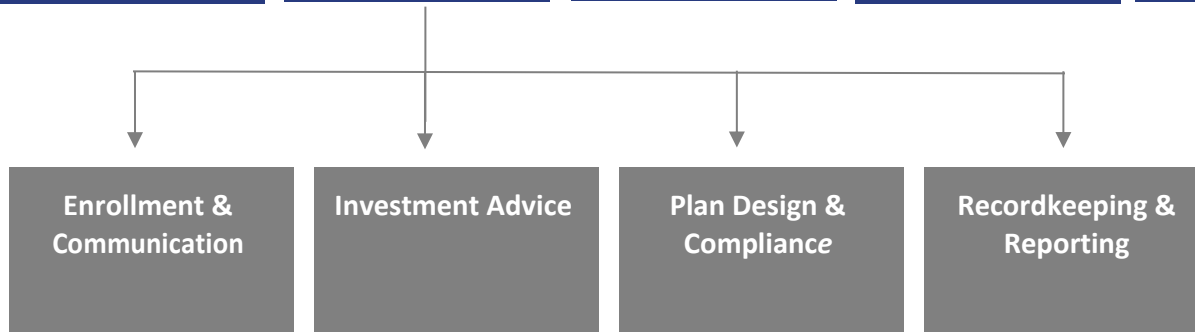 Enrollment &
Communication
Investment Advice
Plan Design &
Compliance
Recordkeeping &
Reporting